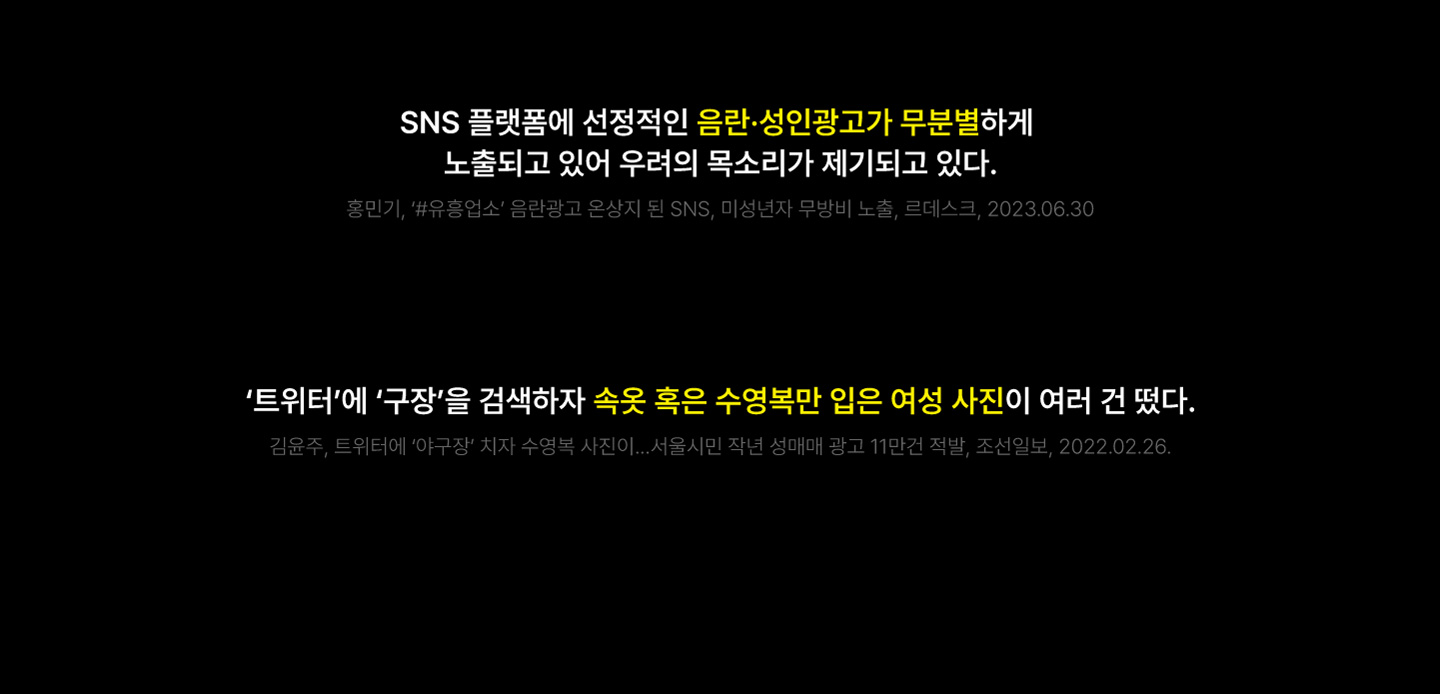 SNS 플랫폼에 선정적인 음란·성인광고가 무분별하게
노출되고 있어 우려의 목소리가 제기되고 있다.
홍민기, ‘#유흥업소’ 음란광고 온상지 된 SNS, 미성년자 무방비 노출, 르데스크, 2023.06.30
‘트위터’에 ‘구장’을 검색하자 속옷 혹은 수영복만 입은 여성 사진이 여러 건 떴다.
김윤주, 트위터에 ‘야구장‘ 치자 수영복 사진이...서울시민 작년 성매매 광고 11만건 적발, 조선일보, 2022.02.26.